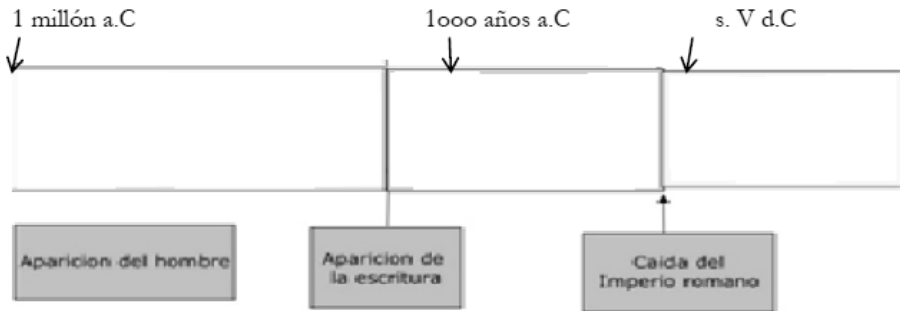 1 millón a.C
1ooo años a.C
s. V d.C
Aparicion del hombre
Aparicion de
la escritura
Caida del
Imperio romano